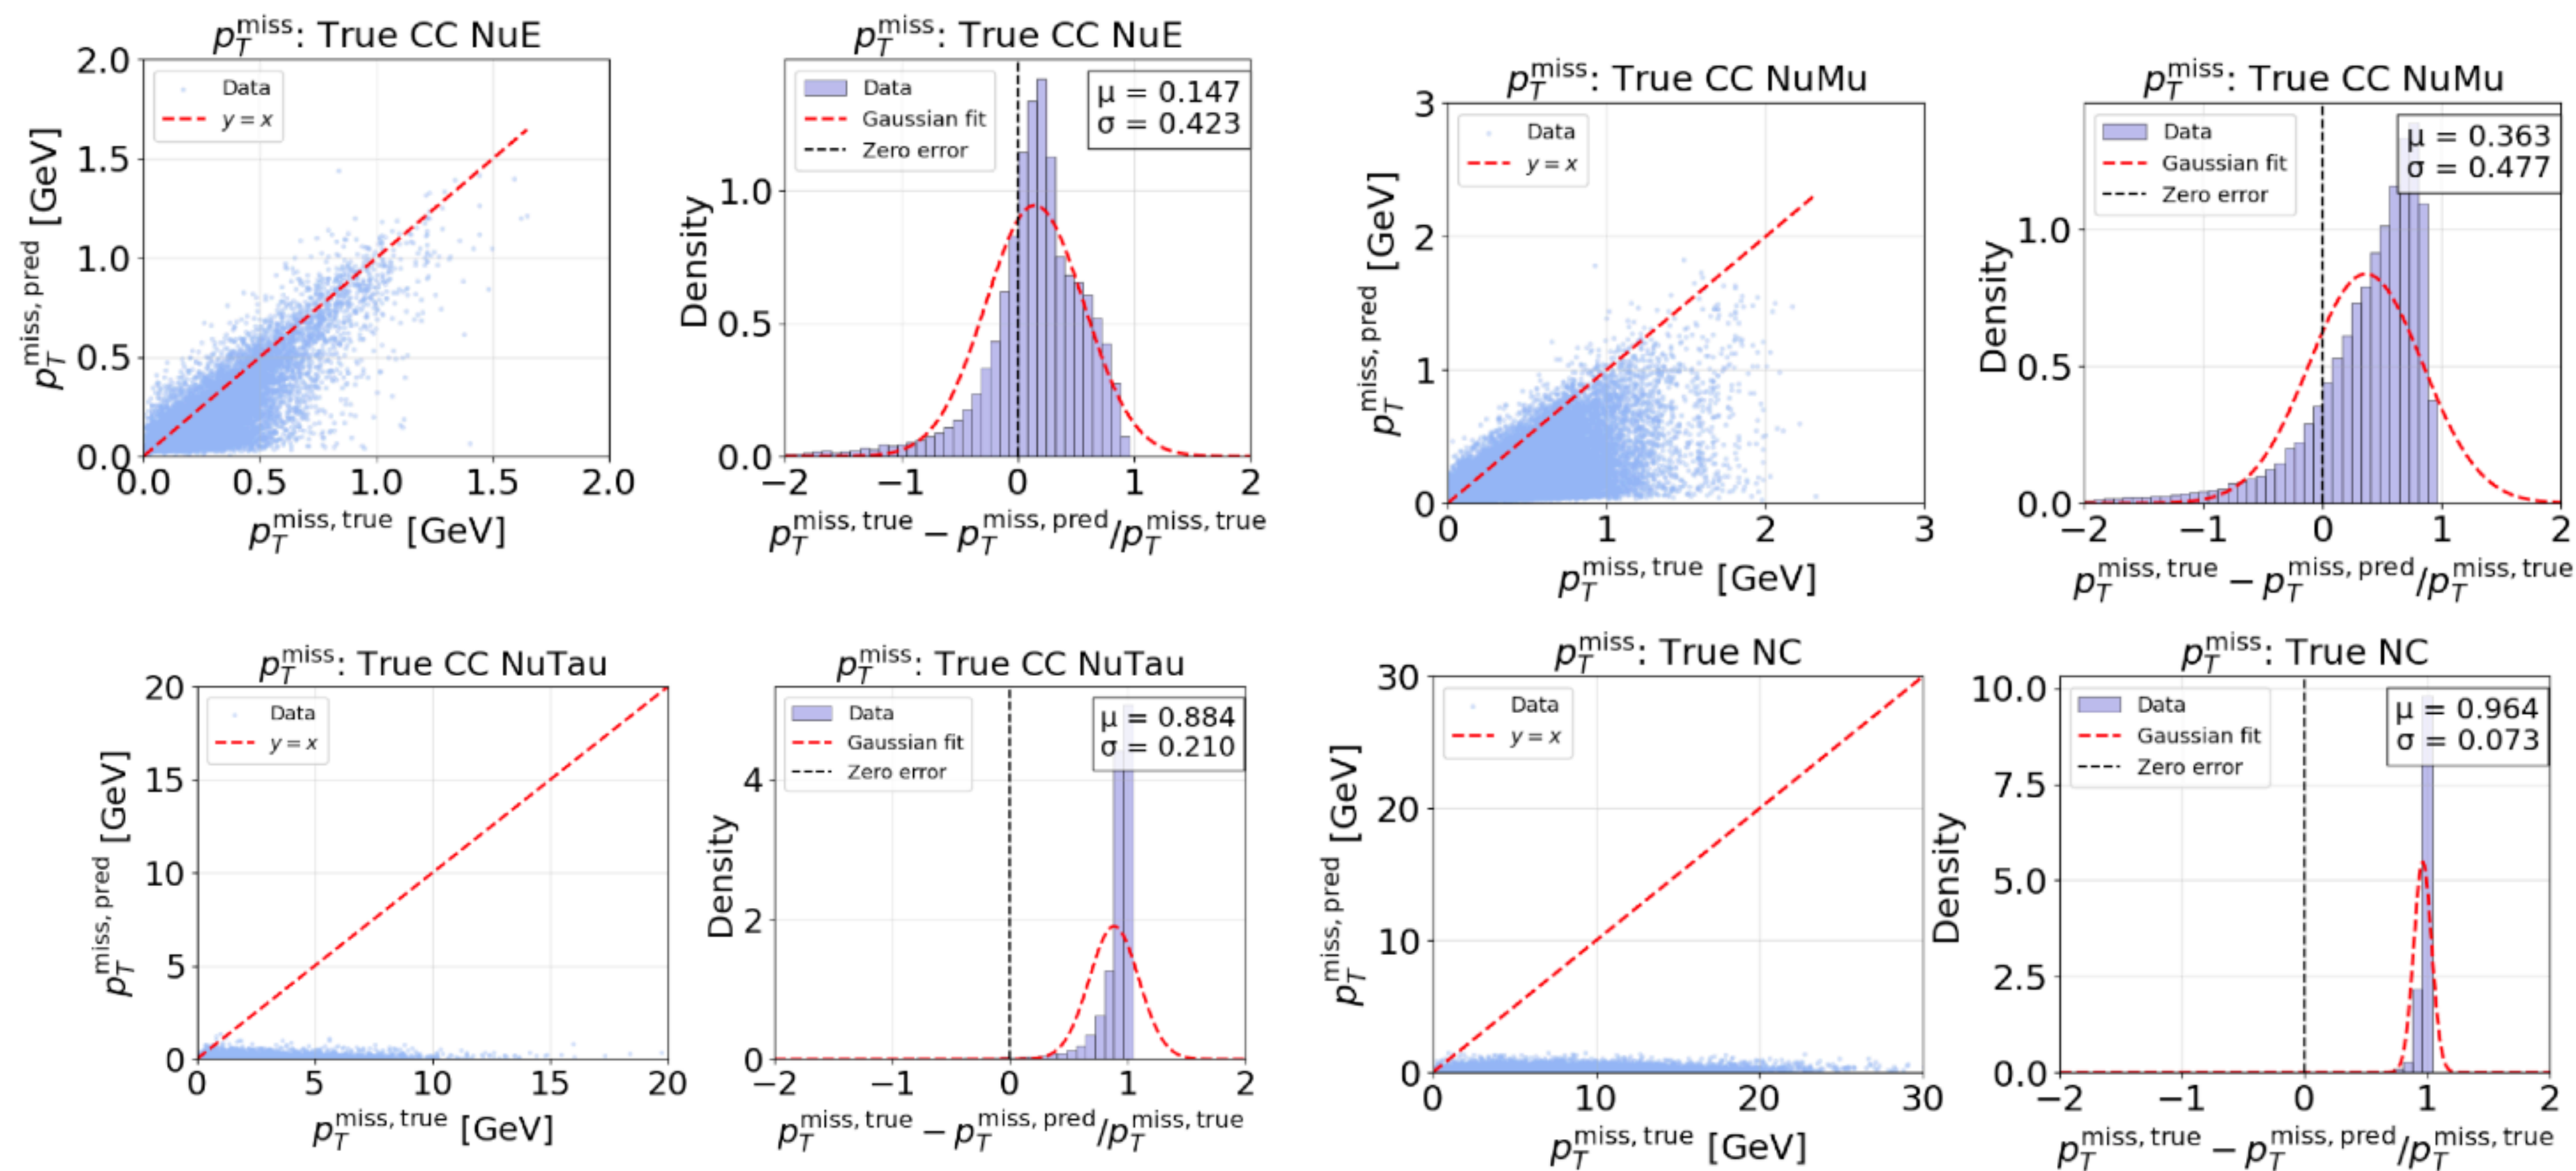 p_T^miss: True CC NuE
Data
y = x
2.0
1.5
1.0
0.5
0.0
p_T^miss, pred [GeV]
0.0 0.5 1.0 1.5 2.0
p_T^miss, true [GeV]
p_T^miss: True CC NuE
Data
Gaussian fit
Zero error
μ = 0.147
σ = 0.423
1.0
0.5
0.0
Density
−2 −1 0 1 2
p_T^miss, true − p_T^miss, pred/p_T^miss, true
p_T^miss: True CC NuMu
Data
y = x
3
2
1
0
p_T^miss, pred [GeV]
0 1 2 3
p_T^miss, true [GeV]
p_T^miss: True CC NuMu
Data
Gaussian fit
Zero error
μ = 0.363
σ = 0.477
1.0
0.5
0.0
Density
−2 −1 0 1 2
p_T^miss, true − p_T^miss, pred/p_T^miss, true
p_T^miss: True CC NuTau
Data
y = x
20
15
10
5
0
p_T^miss, pred [GeV]
0 5 10 15 20
p_T^miss, true [GeV]
p_T^miss: True CC NuTau
Data
Gaussian fit
Zero error
μ = 0.884
σ = 0.210
4
2
0
Density
−2 −1 0 1 2
p_T^miss, true − p_T^miss, pred/p_T^miss, true
p_T^miss: True NC
Data
y = x
30
20
10
0
p_T^miss, pred [GeV]
0 10 20 30
p_T^miss, true [GeV]
p_T^miss: True NC
Data
Gaussian fit
Zero error
μ = 0.964
σ = 0.073
10.0
7.5
5.0
2.5
0.0
Density
−2 −1 0 1 2
p_T^miss, true − p_T^miss, pred/p_T^miss, true